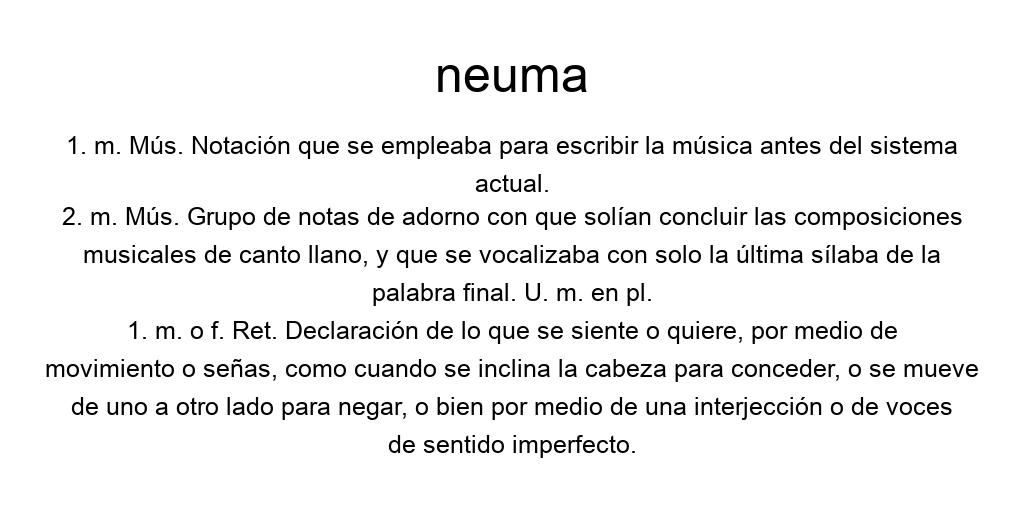 neuma
1. m. Mús. Notación que se empleaba para escribir la música antes del sistema
actual.
2. m. Mús. Grupo de notas de adorno con que solían concluir las composiciones
musicales de canto llano, y que se vocalizaba con solo la última sílaba de la
palabra final. U. m. en pl.
1. m. o f. Ret. Declaración de lo que se siente o quiere, por medio de
movimiento o señas, como cuando se inclina la cabeza para conceder, o se mueve
de uno a otro lado para negar, o bien por medio de una interjección o de voces
de sentido imperfecto.